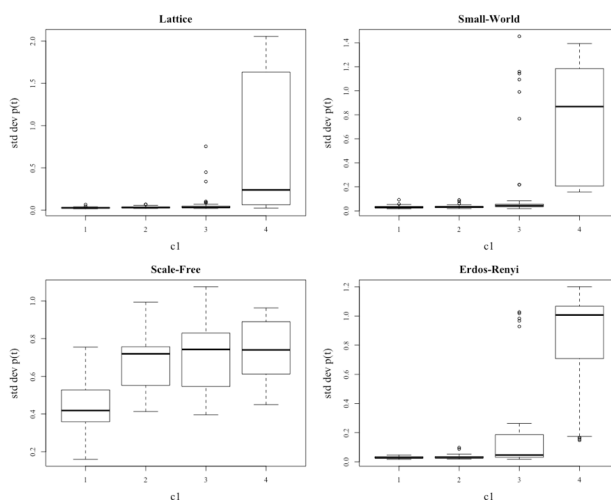 Lattice
std dev p(t)
2.0
1.5
1.0
0.5
0.0
1 2 3 4
c1
Small-World
std dev p(t)
1.4
1.2
1.0
0.8
0.6
0.4
0.2
0.0
1 2 3 4
c1
Scale-Free
std dev p(t)
1.0
0.8
0.6
0.4
0.2
1 2 3 4
c1
Erdos-Renyi
std dev p(t)
1.2
1.0
0.8
0.6
0.4
0.2
0.0
1 2 3 4
c1